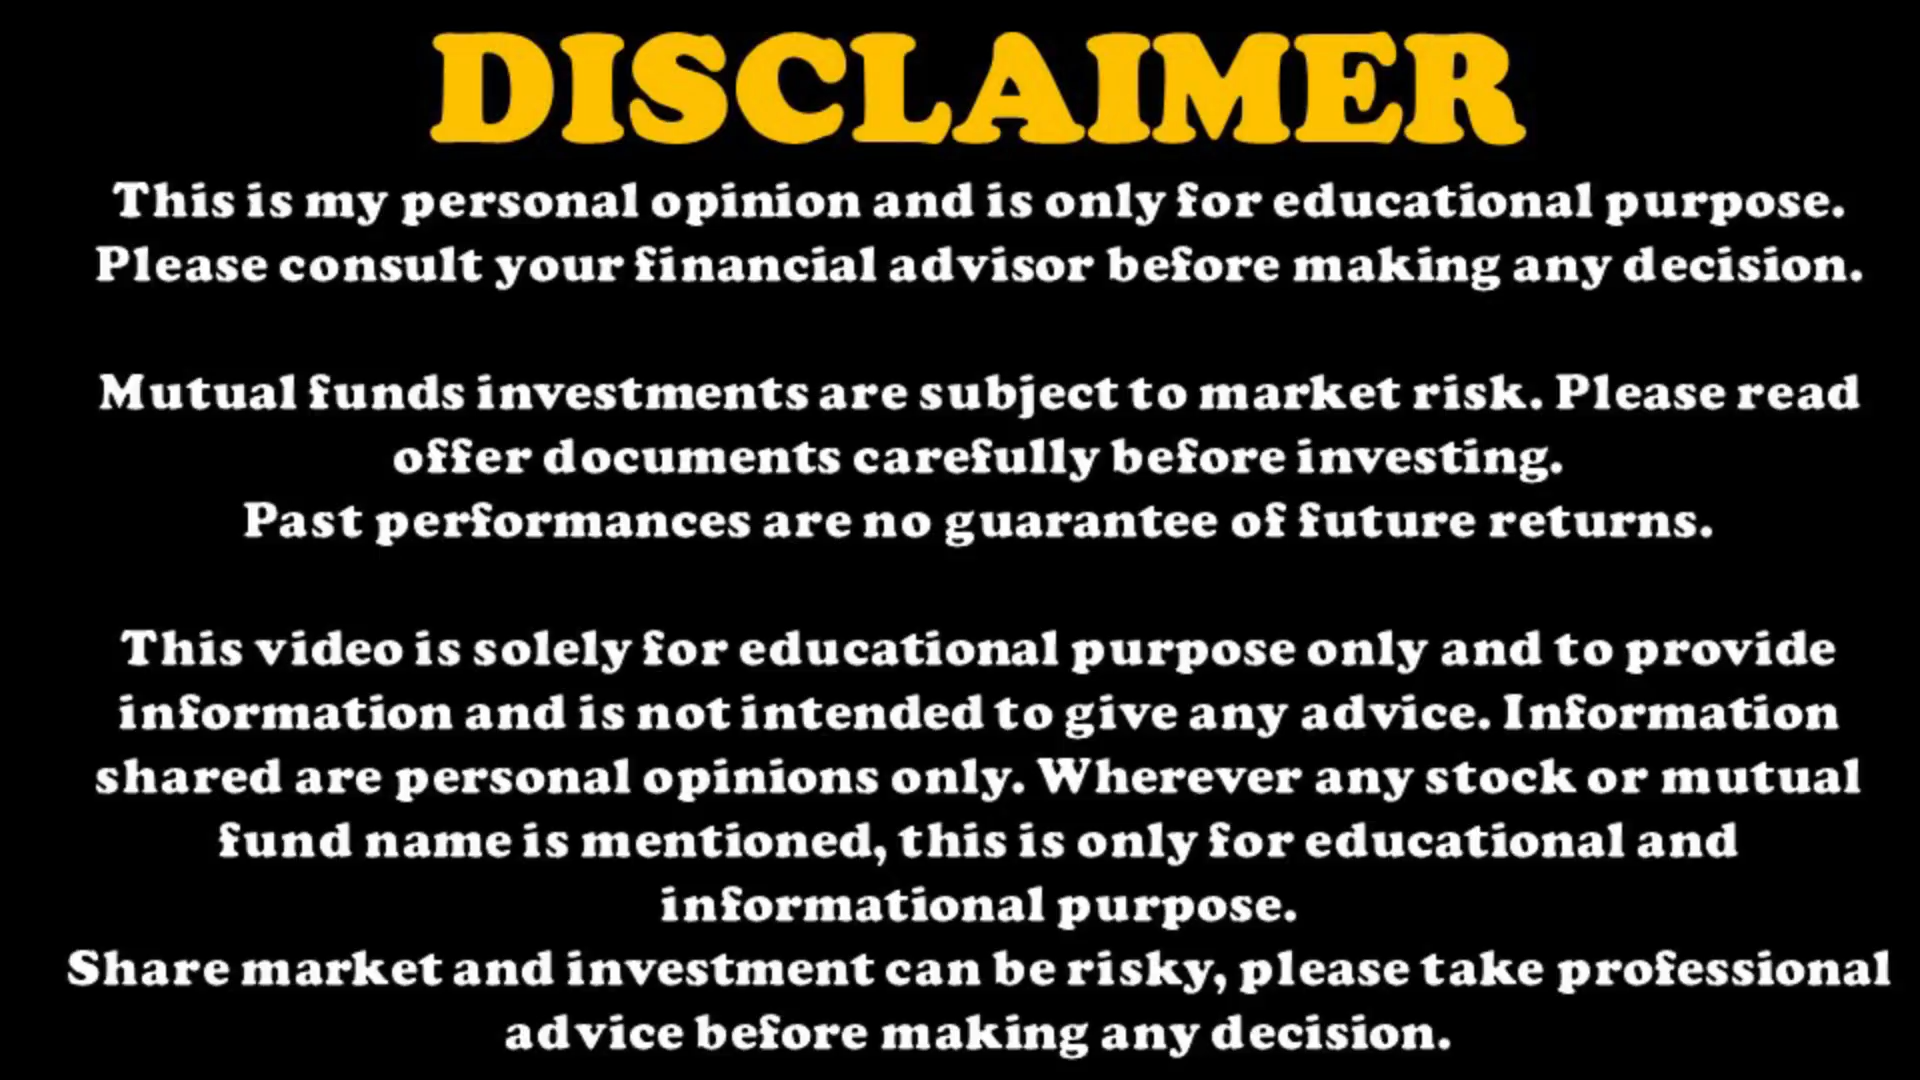 DISCLAIMER
This is my personal opinion and is only for educational purpose.
Please consult your financial advisor before making any decision.
Mutual funds investments are subject to market risk. Please read
offer documents carefully before investing.
Past performances are no guarantee of future returns.
This video is solely for educational purpose only and to provide
information and is not intended to give any advice. Information
shared are personal opinions only. Wherever any stock or mutual
fund name is mentioned, this is only for educational and
informational purpose.
Share market and investment can be risky, please take professional
advice before making any decision.